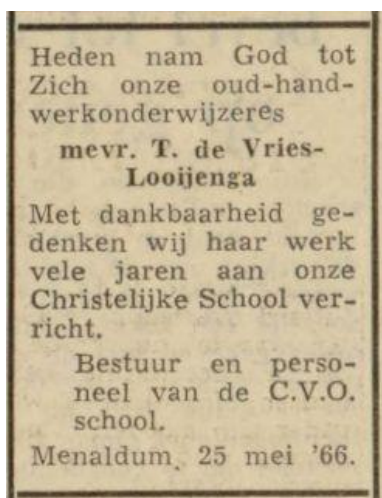 Heden nam God tot
Zich onze oud-hand-
werkonderwijzeres
mevr. T. de Vries-
Looijenga
Met dankbaarheid ge-
denken wij haar werk
vele jaren aan onze
Christelijke School ver-
richt.
Bestuur en perso-
neel van de C.V.O.
school.
Menaldum, 25 mei '66.